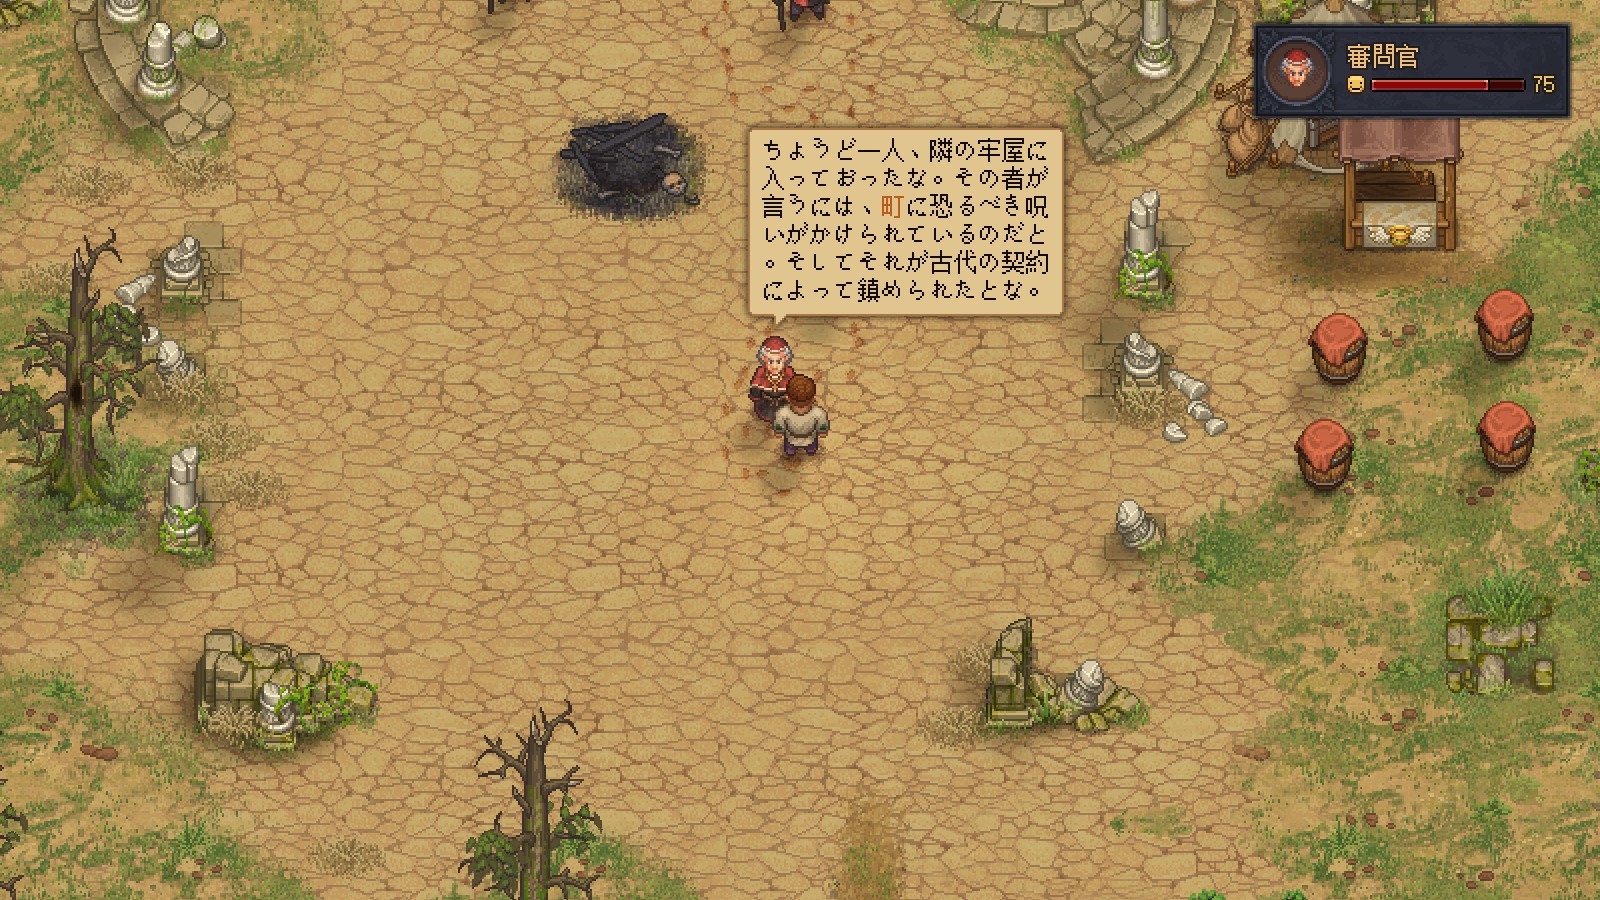 審問官
75
ちょうど一人、隣の牢屋に
入っておったな。その者が
言うには、町に恐るべき呪
いがかけられているのだと
。そしてそれが古代の契約
によって鎮められたとな。